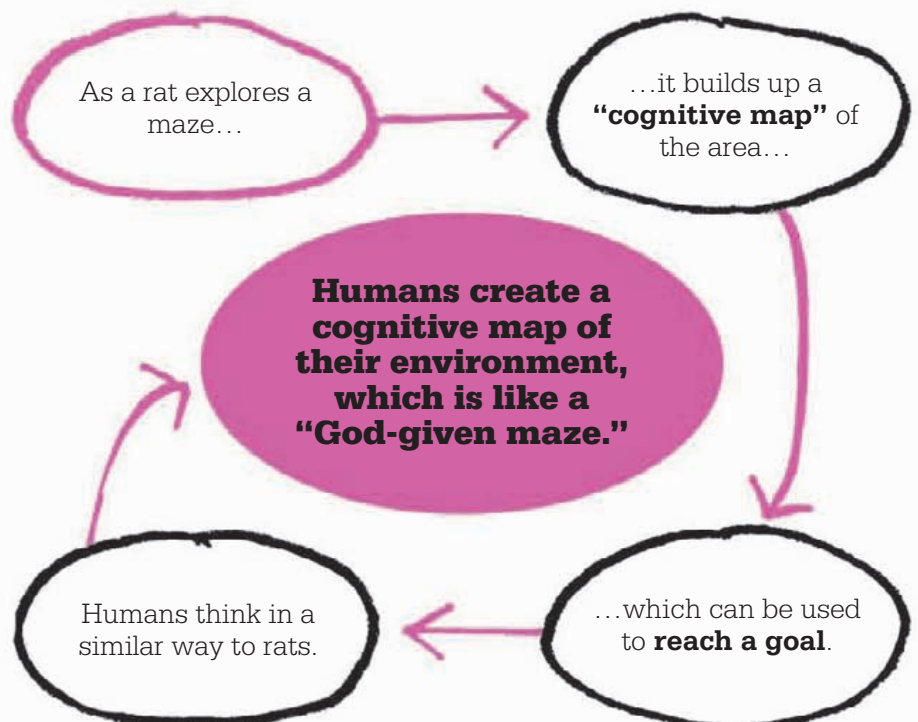 As a rat explores a
maze…
…it builds up a
“cognitive map” of
the area…
…which can be used
to reach a goal.
Humans think in a
similar way to rats.
Humans create a
cognitive map of
their environment,
which is like a
“God-given maze.”